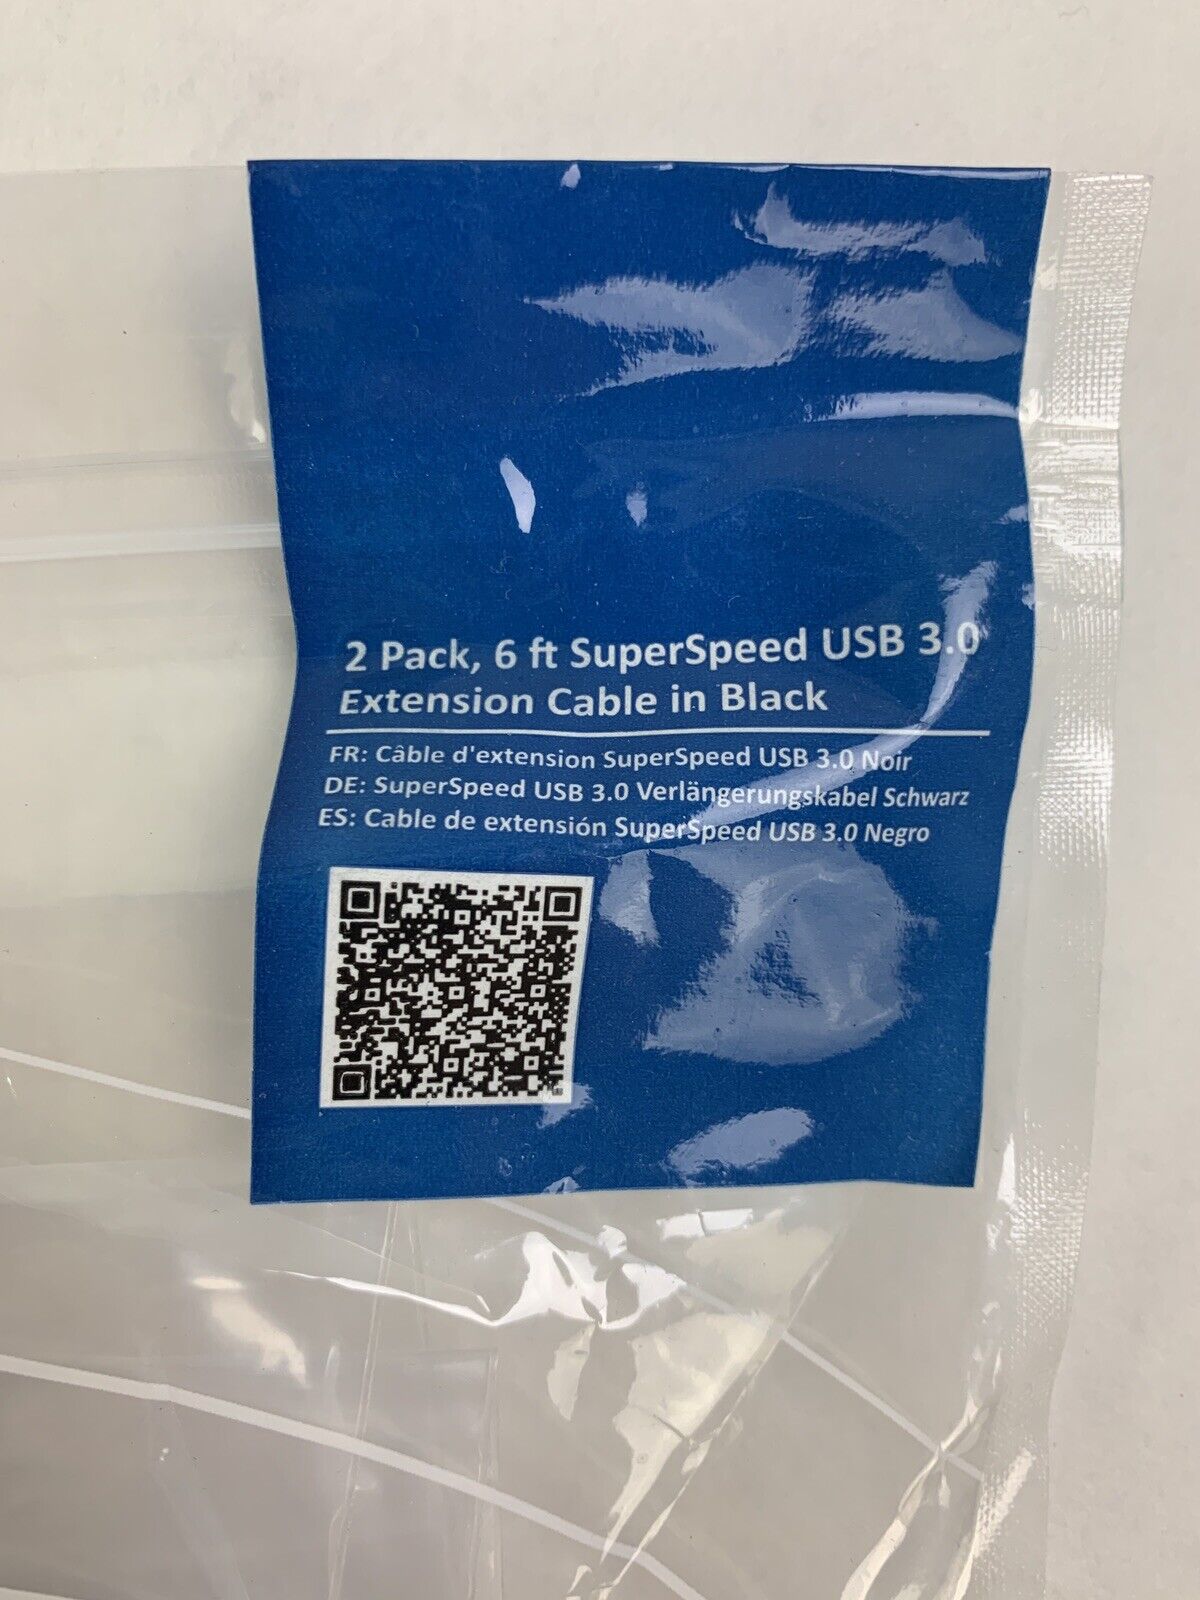 2 Pack, 6 ft SuperSpeed USB 3.0
Extension Cable in Black
FR: Câble d'extension SuperSpeed USB 3.0 Noir
DE: SuperSpeed USB 3.0 Verlängerungskabel Schwarz
ES: Cable de extensión SuperSpeed USB 3.0 Negro